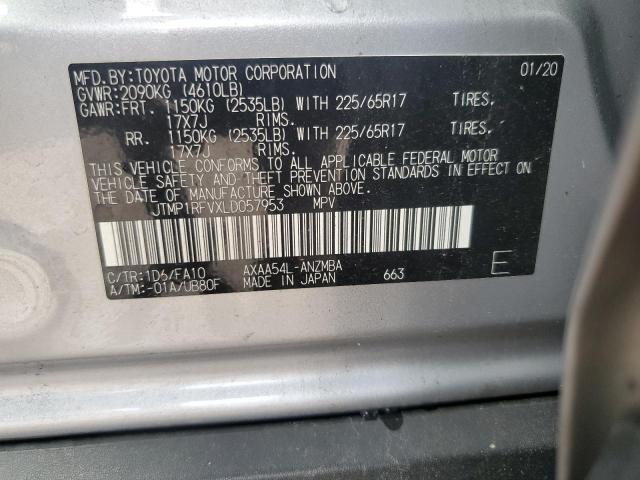 MFD.BY:TOYOTA MOTOR CORPORATION 01/20
GVWR:2090KG (4610LB)
GAWR:FRT. 1150KG (2535LB) WITH 225/65R17 TIRES,
17X7J RIMS.
RR. 1150KG (2535LB) WITH 225/65R17 TIRES,
17X7J RIMS.
THIS VEHICLE CONFORMS TO ALL APPLICABLE FEDERAL MOTOR
VEHICLE SAFETY AND THEFT PREVENTION STANDARDS IN EFFECT ON
THE DATE OF MANUFACTURE SHOWN ABOVE.
JTMP1RFVXLD057953 MPV
C/TR:1D6/FA10 AXAA54L-ANZMBA 663 E
A/TM:-01A/UB80F MADE IN JAPAN